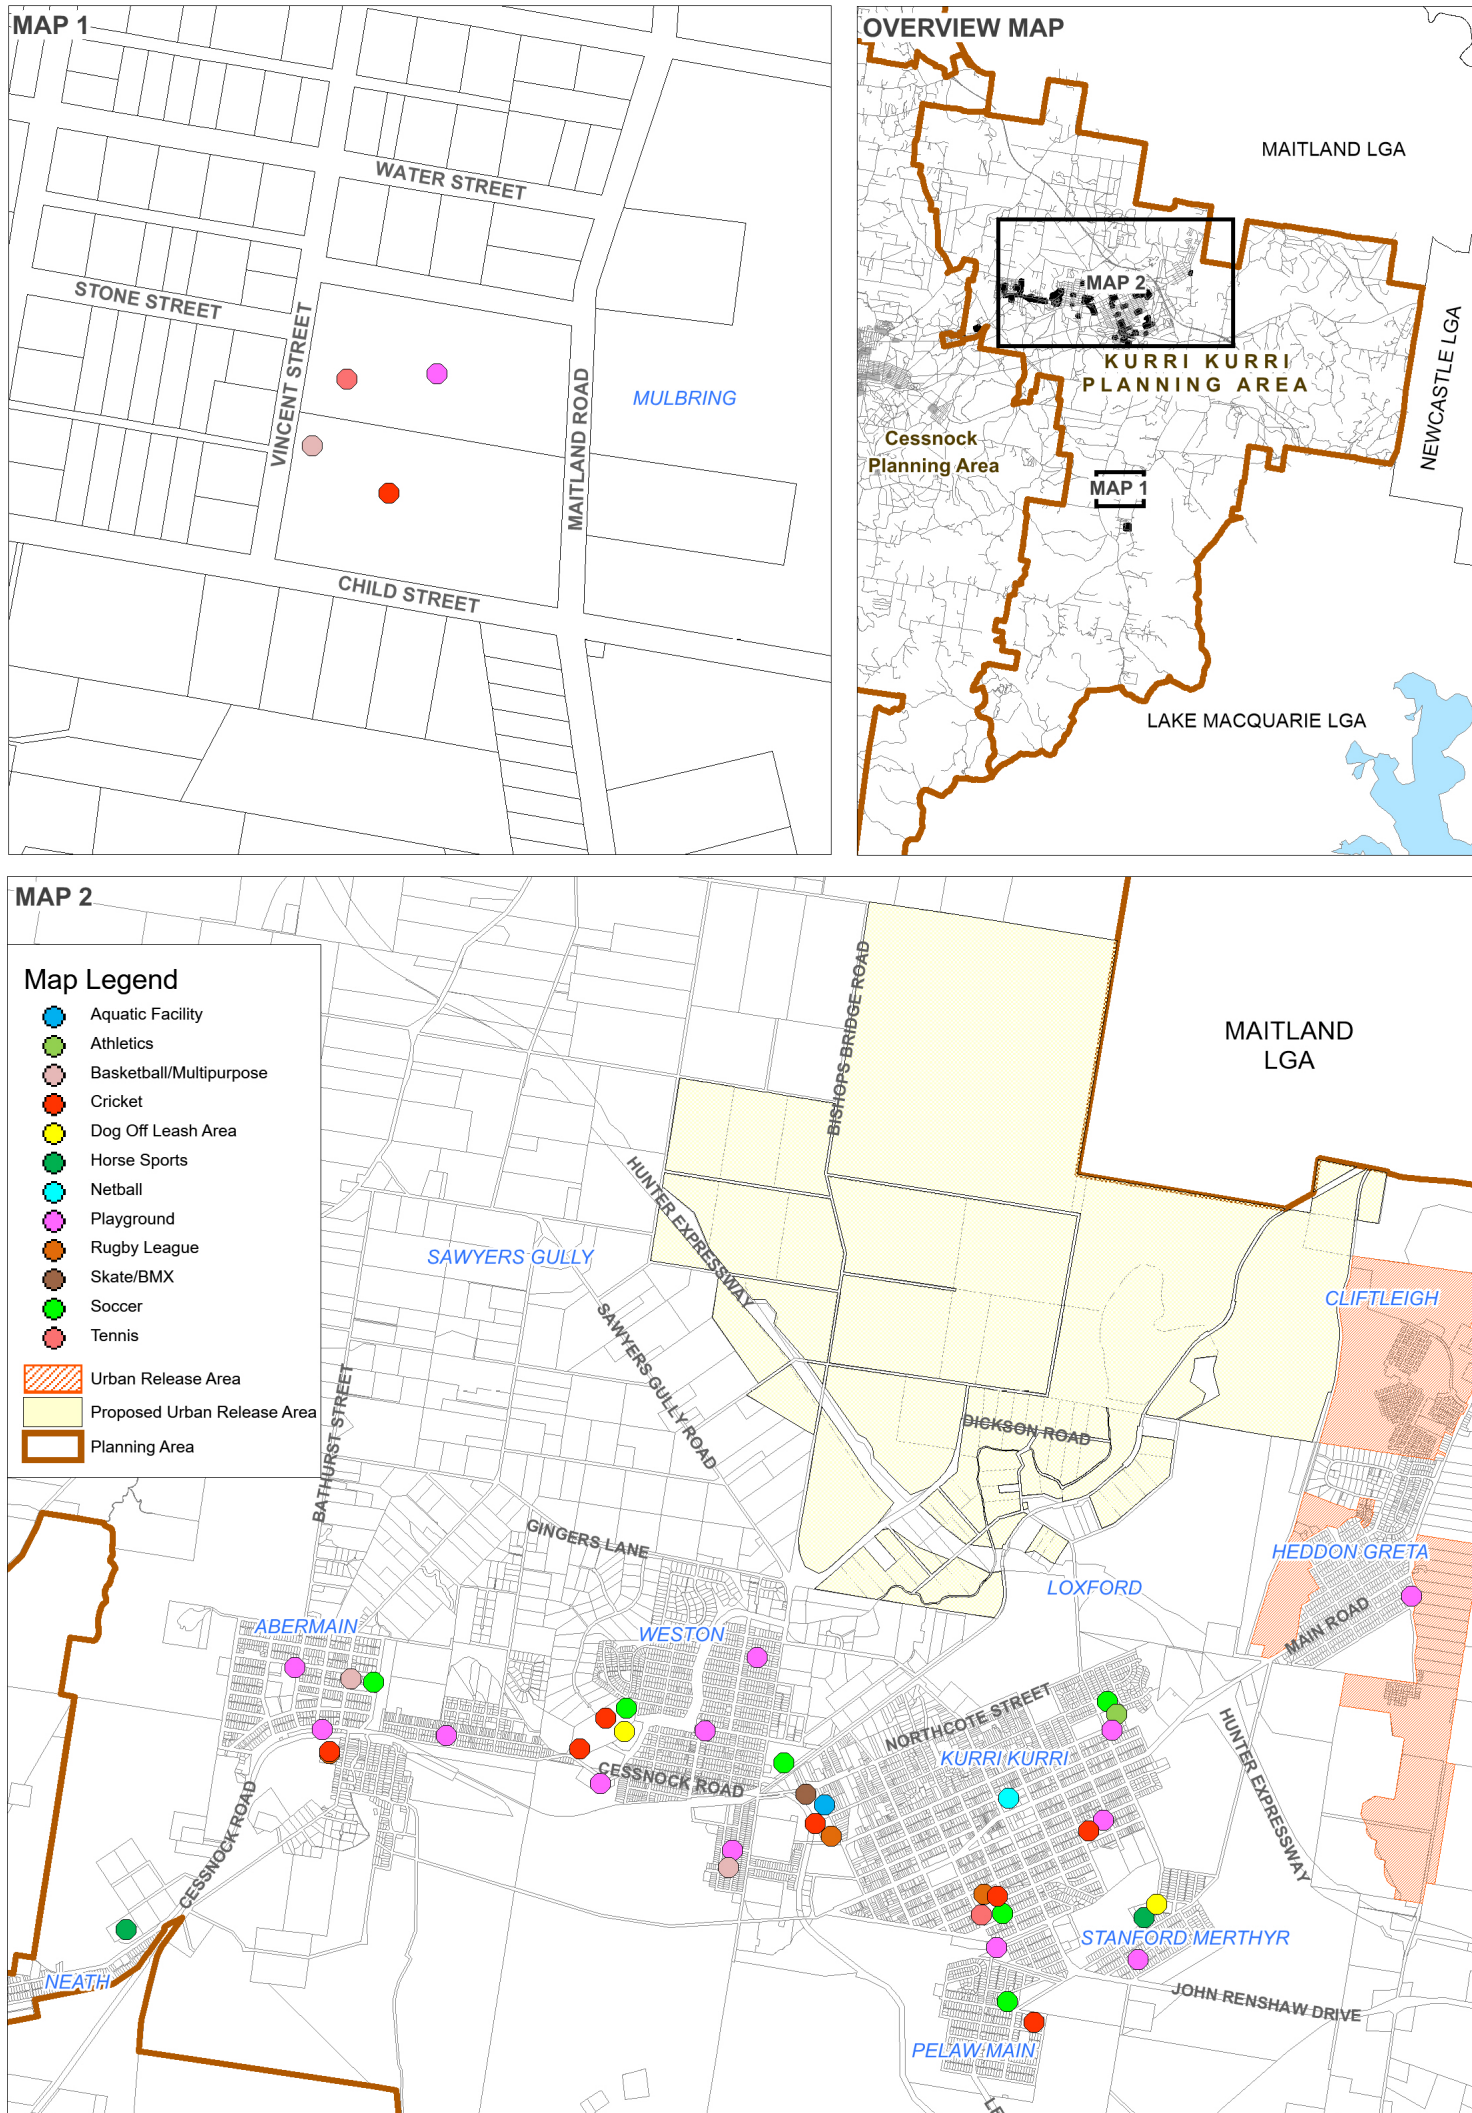 MAP 1
WATER STREET
STONE STREET
VINCENT STREET
MAITLAND ROAD
MULBRING
CHILD STREET
OVERVIEW MAP
MAITLAND LGA
MAP 2
KURRI KURRI
PLANNING AREA
NEWCASTLE LGA
Cessnock
Planning Area
MAP 1
LAKE MACQUARIE LGA
MAP 2
Map Legend
Aquatic Facility
Athletics
Basketball/Multipurpose
Cricket
Dog Off Leash Area
Horse Sports
Netball
Playground
Rugby League
Skate/BMX
Soccer
Tennis
Urban Release Area
Proposed Urban Release Area
Planning Area
BISHOPS BRIDGE ROAD
MAITLAND
LGA
HUNTER EXPRESSWAY
SAWYERS GULLY
SAWYERS GULLY ROAD
CLIFTLEIGH
BATHURST STREET
DICKSON ROAD
GINGERS LANE
HEDDON GRETA
LOXFORD
MAIN ROAD
ABERMAIN
WESTON
NORTHCOTE STREET
KURRI KURRI
HUNTER EXPRESSWAY
CESSNOCK ROAD
CESSNOCK ROAD
STANFORD MERTHYR
NEATH
JOHN RENSHAW DRIVE
PELAW MAIN